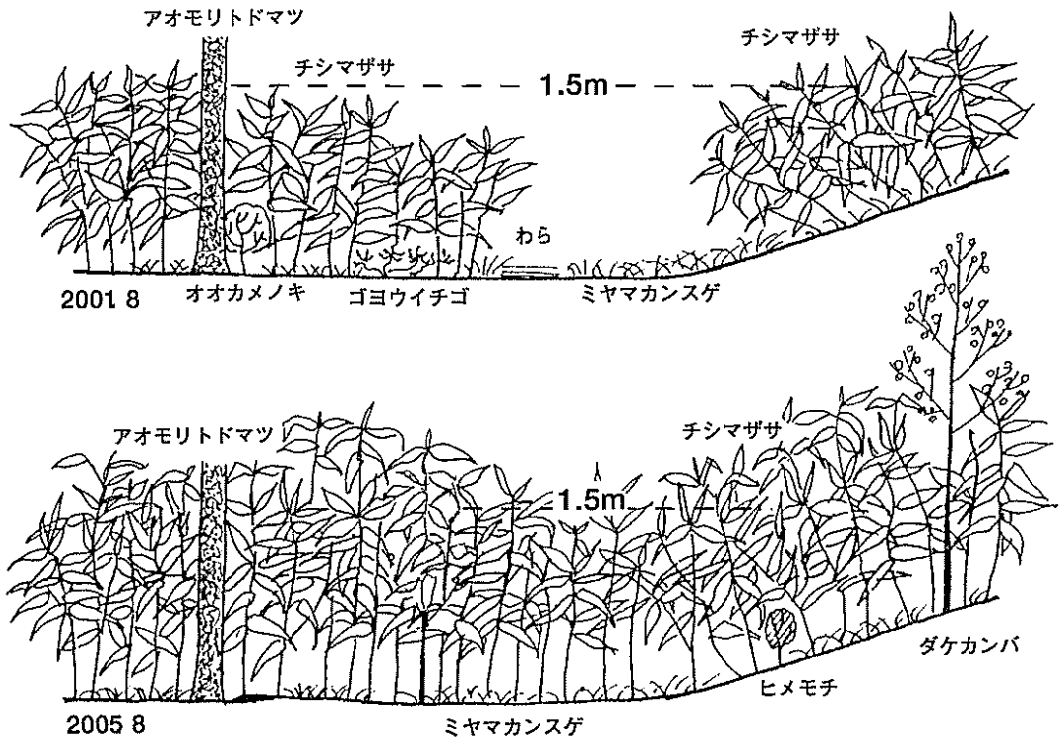 アオモリトドマツ
チシマザサ
チシマザサ
1.5m
わら
オオカメノキ
ゴヨウイチゴ
ミヤマカンスゲ
2001 8
アオモリトドマツ
チシマザサ
1.5m
ダケカンバ
ヒメモチ
ミヤマカンスゲ
2005 8